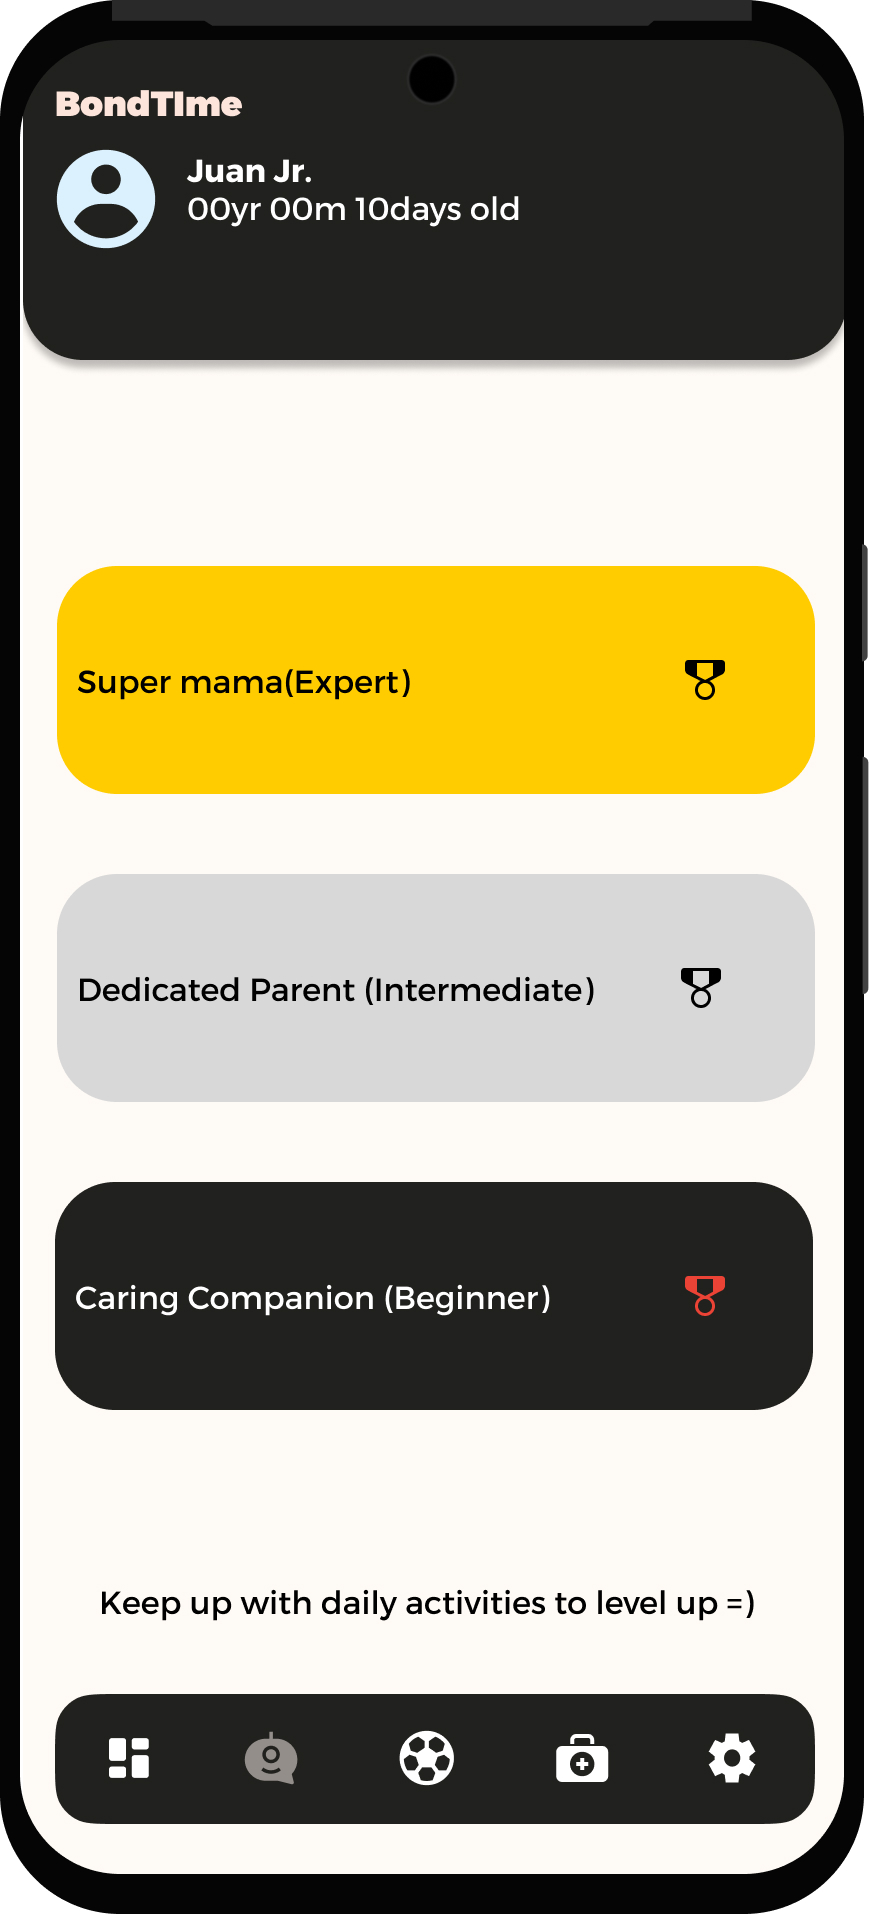 BondTIme
Juan Jr.
00yr 00m 10days old
Super mama(Expert)
Dedicated Parent (Intermediate)
Caring Companion (Beginner)
Keep up with daily activities to level up =)